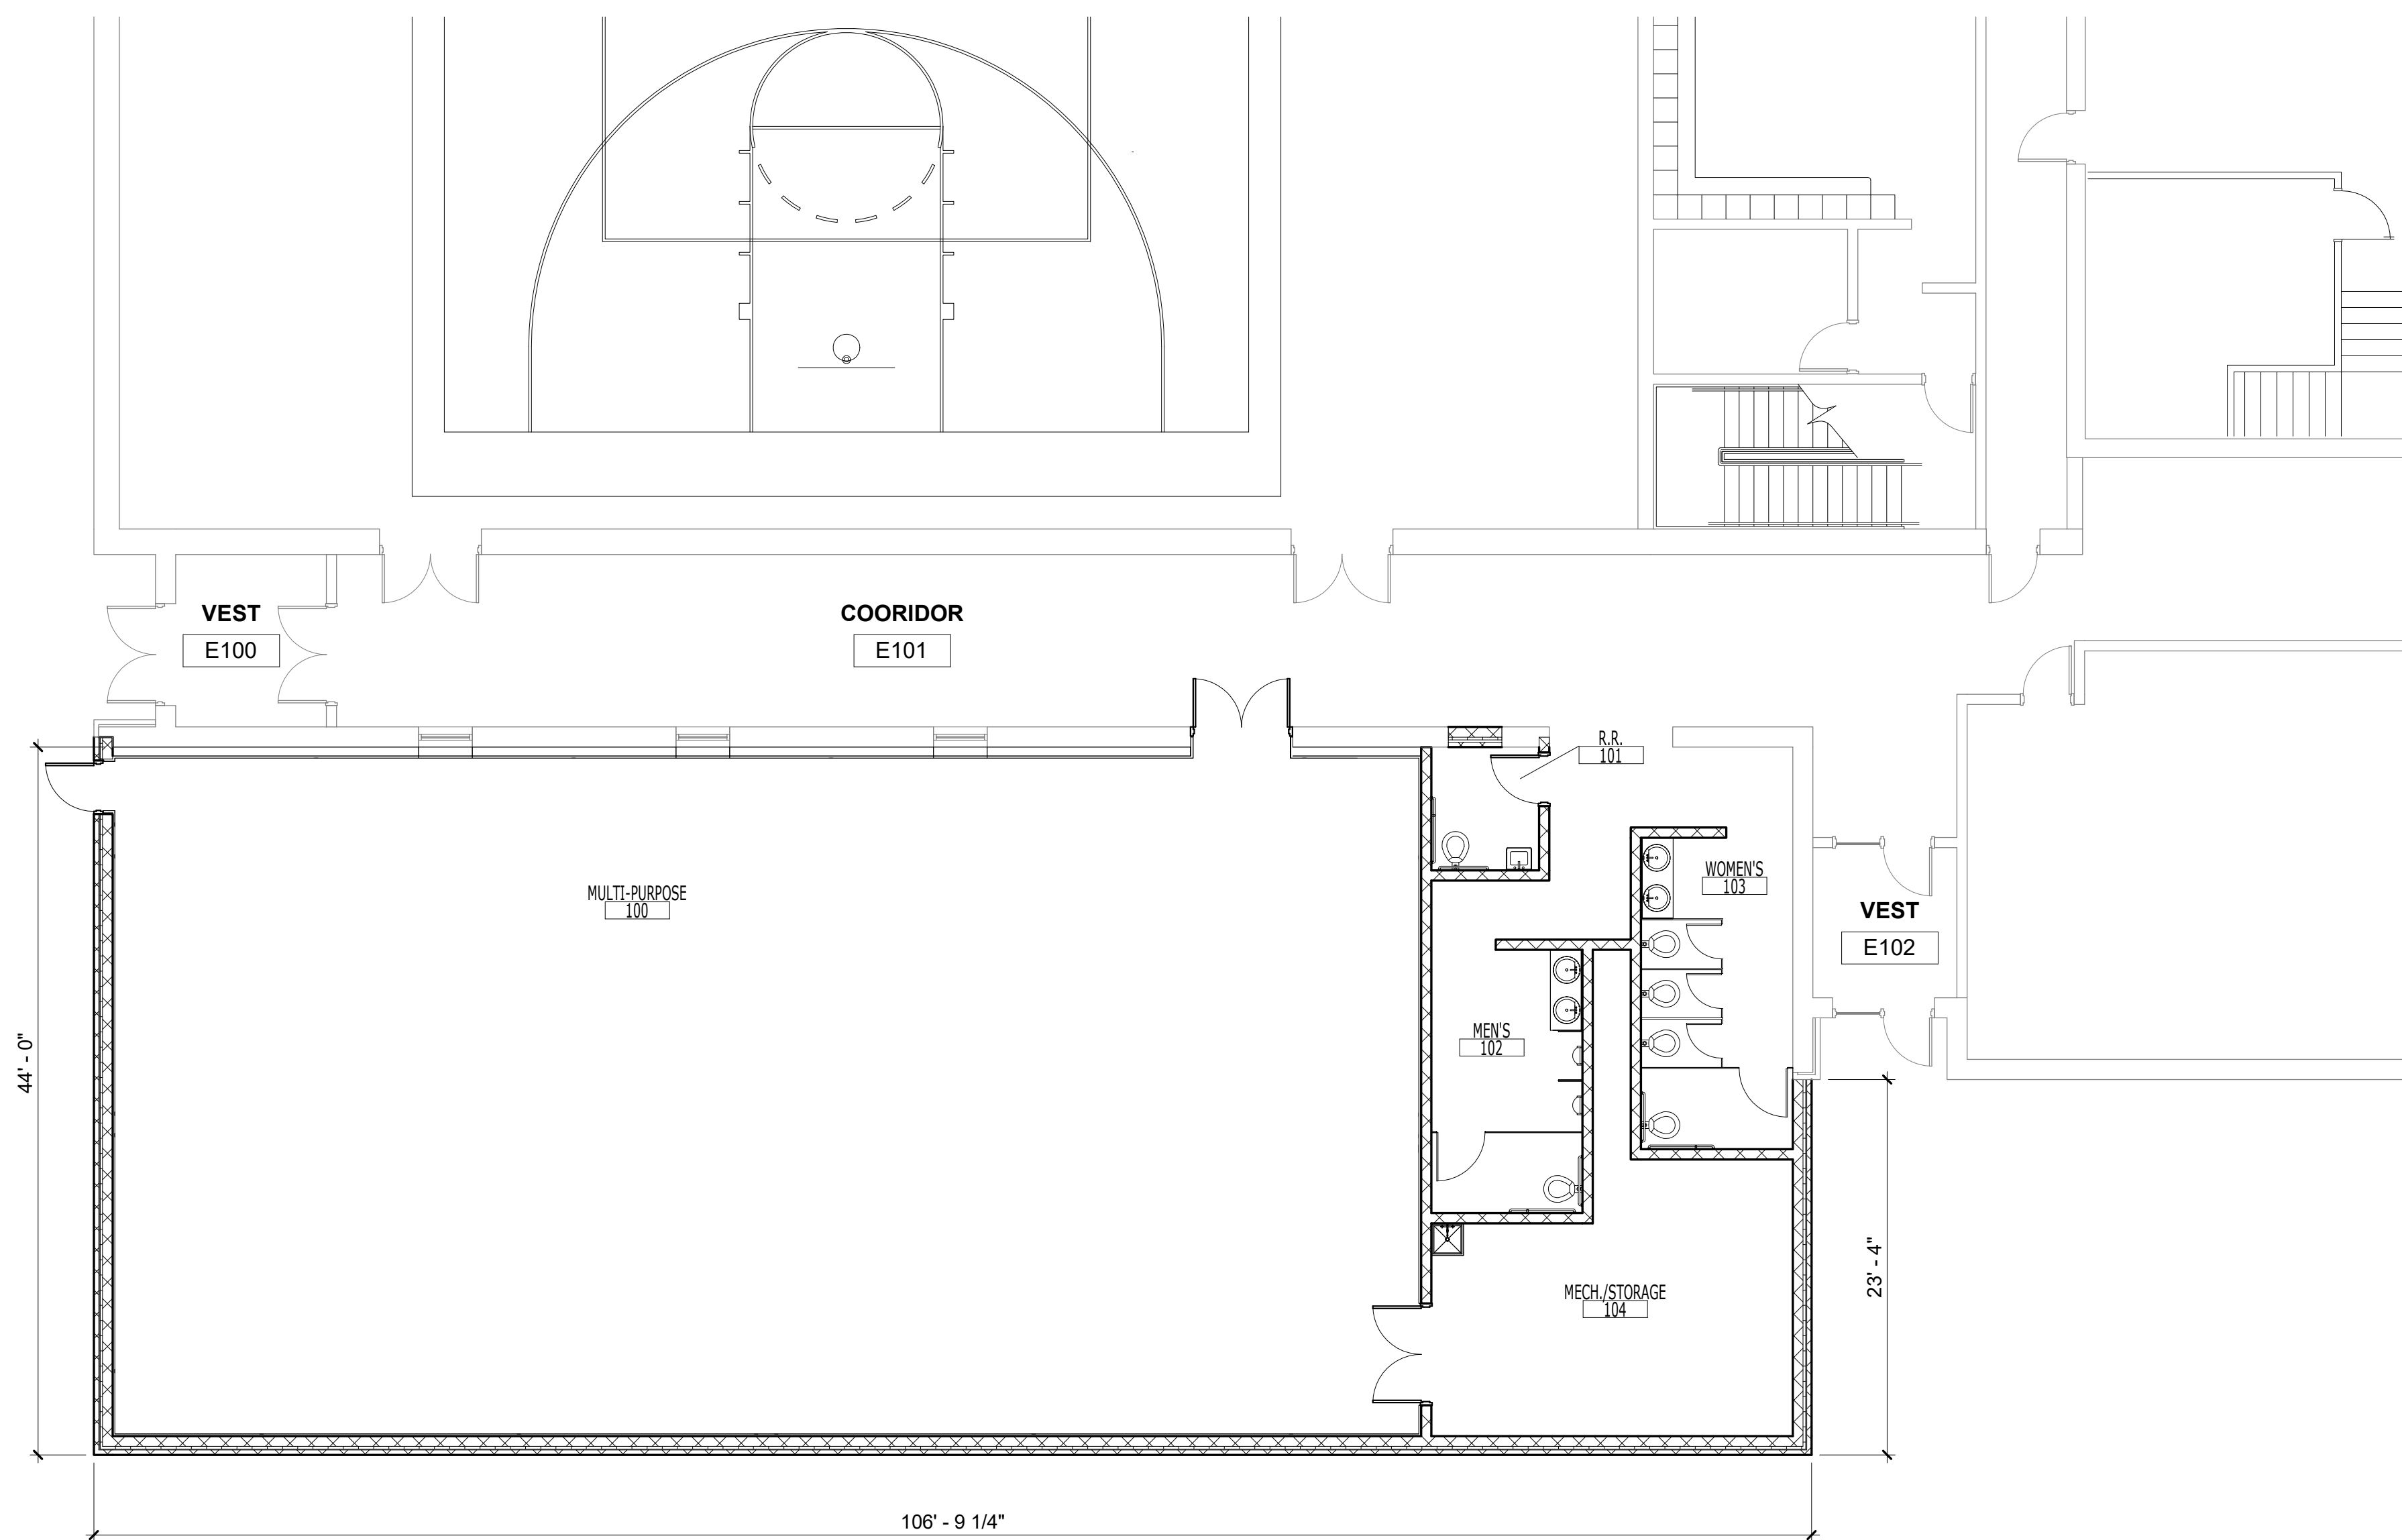 VEST
E100
COORIDOR
E101
R.R.
101
MULTI-PURPOSE
100
WOMEN'S
103
VEST
E102
MEN'S
102
44' - 0"
23' - 4"
MECH./STORAGE
104
106' - 9 1/4"